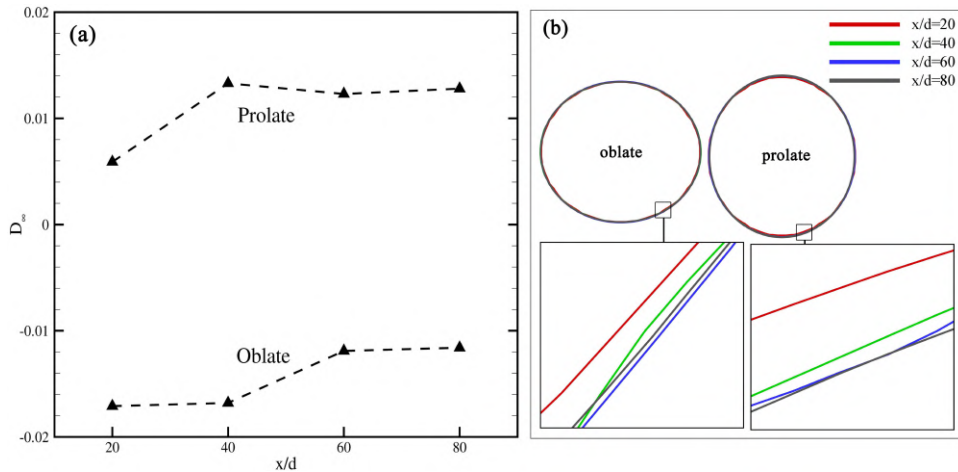 (a)
0.02
0.01
0
-0.01
-0.02
D∞
Prolate
Oblate
20
40
60
80
x/d
(b)
x/d=20
x/d=40
x/d=60
x/d=80
oblate
prolate